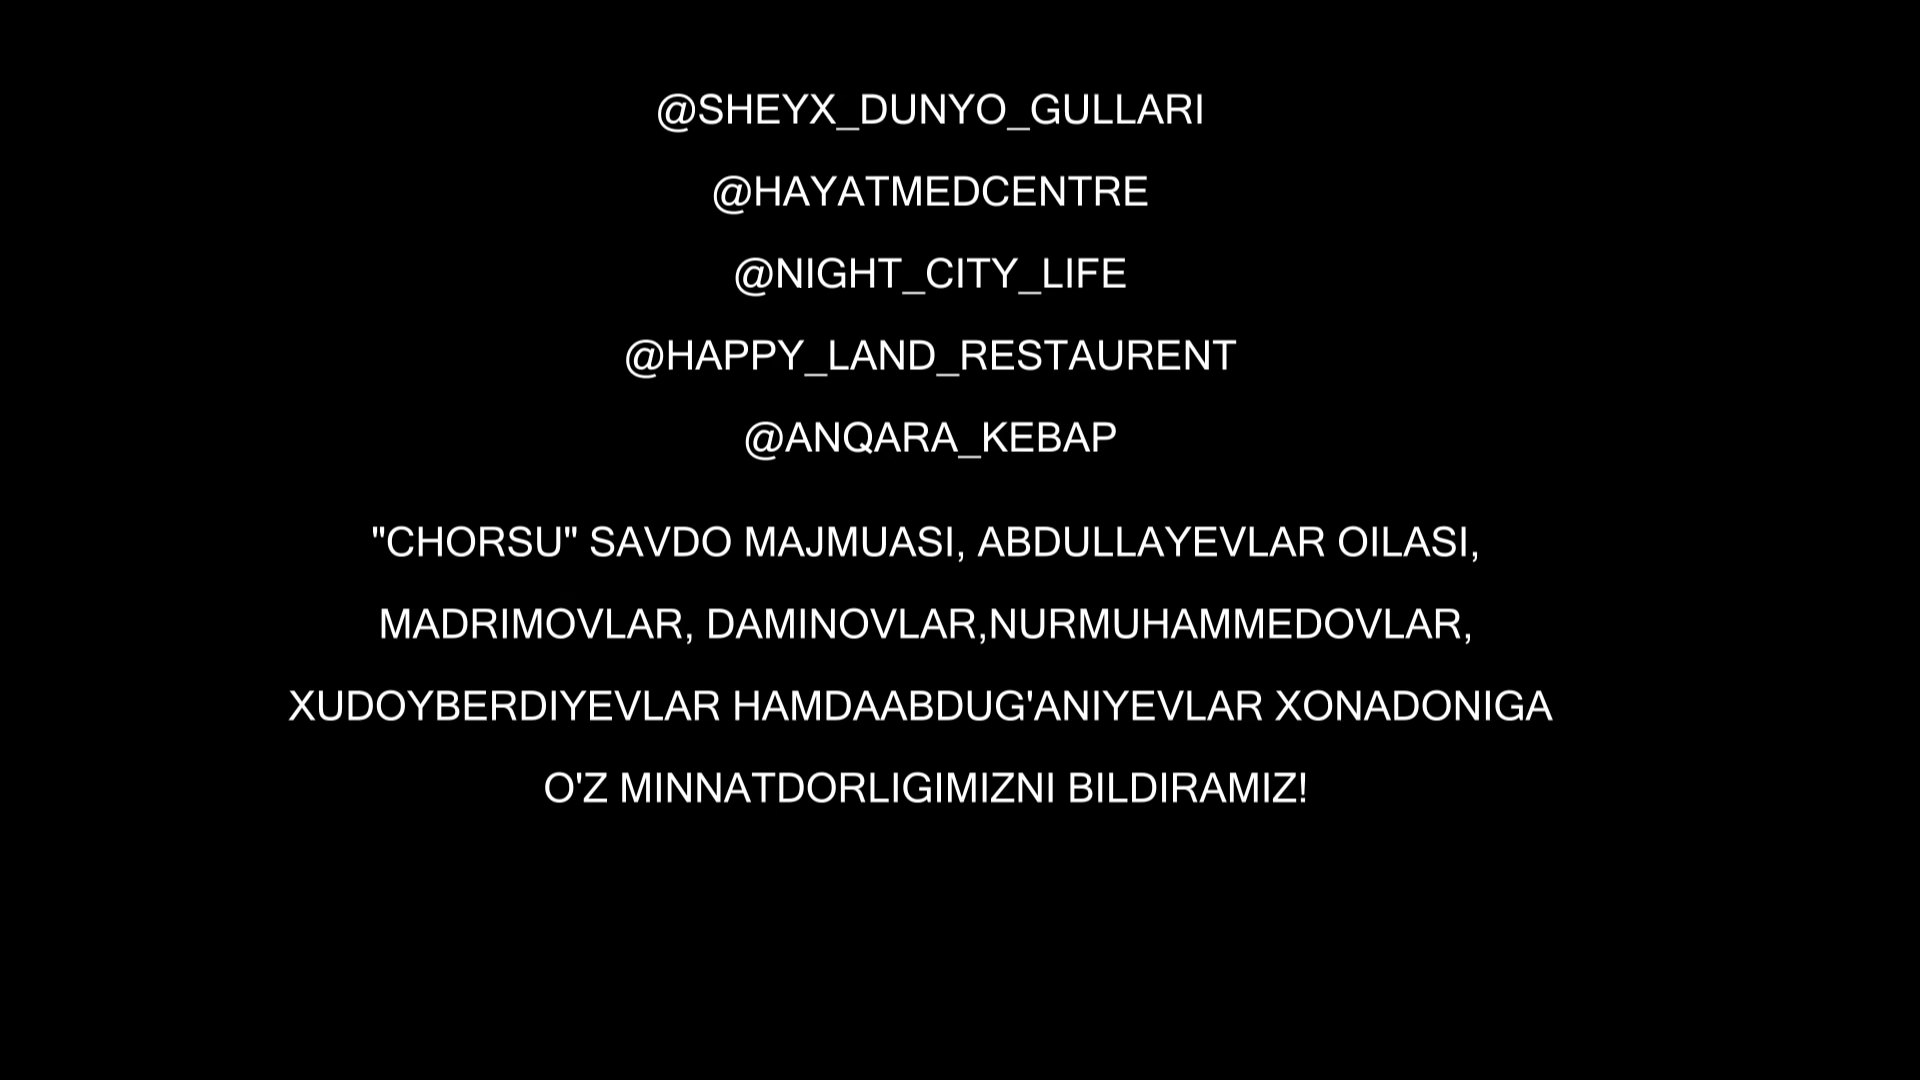 @SHEYX_DUNYO_GULLARI
@HAYATMEDCENTRE
@NIGHT_CITY_LIFE
@HAPPY_LAND_RESTAURENT
@ANQARA_KEBAP
"CHORSU" SAVDO MAJMUASI, ABDULLAYEVLAR OILASI,
MADRIMOVLAR, DAMINOVLAR,NURMUHAMMEDOVLAR,
XUDOYBERDIYEVLAR HAMDAABDUG'ANIYEVLAR XONADONIGA
O'Z MINNATDORLIGIMIZNI BILDIRAMIZ!